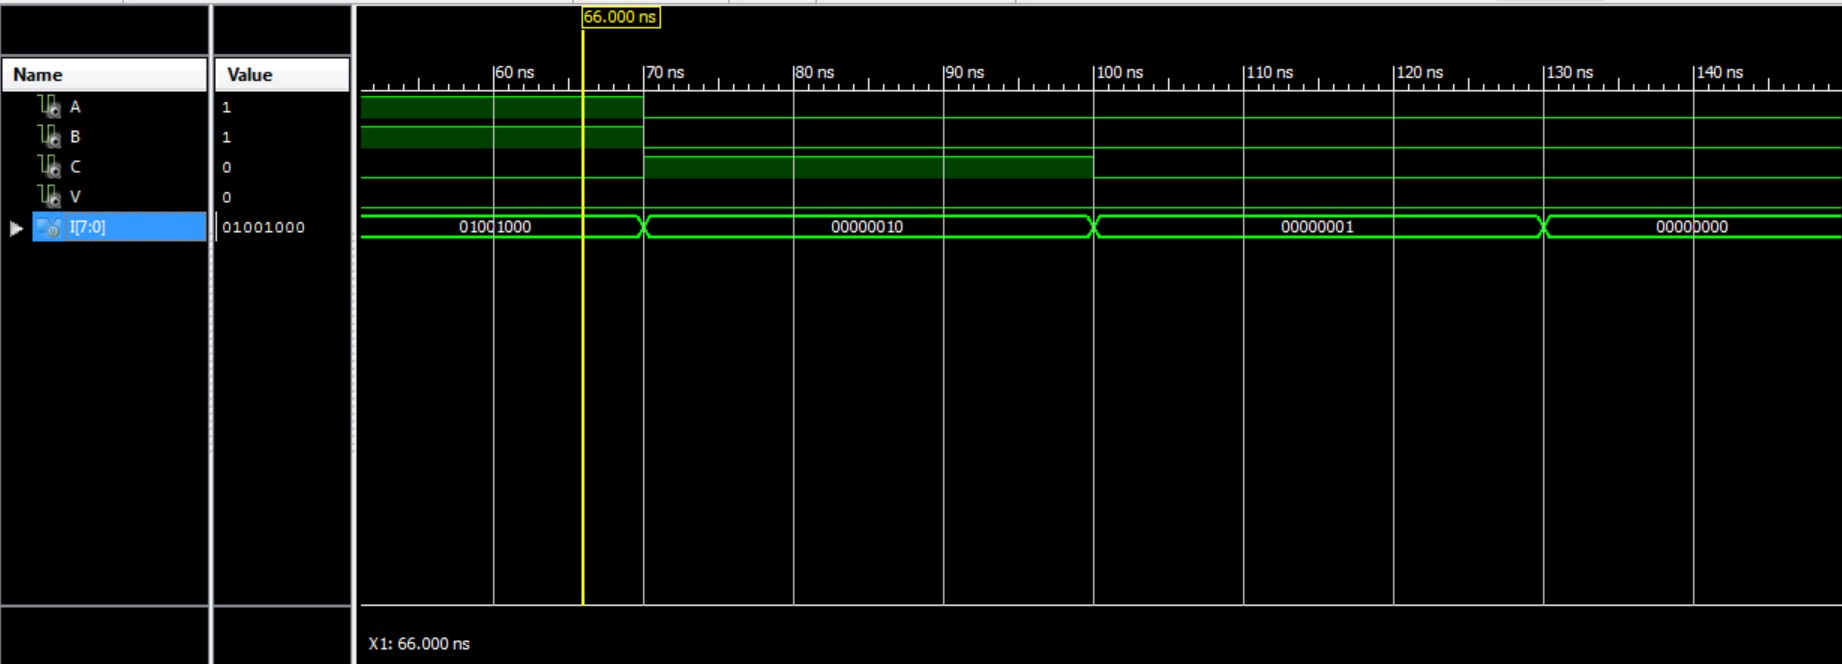 66.000 ns
Name Value
60 ns 70 ns 80 ns 90 ns 100 ns 110 ns 120 ns 130 ns 140 ns
A 1
B 1
C 0
V 0
I[7:0] 01001000 01001000 00000010 00000001 00000000
X1: 66.000 ns